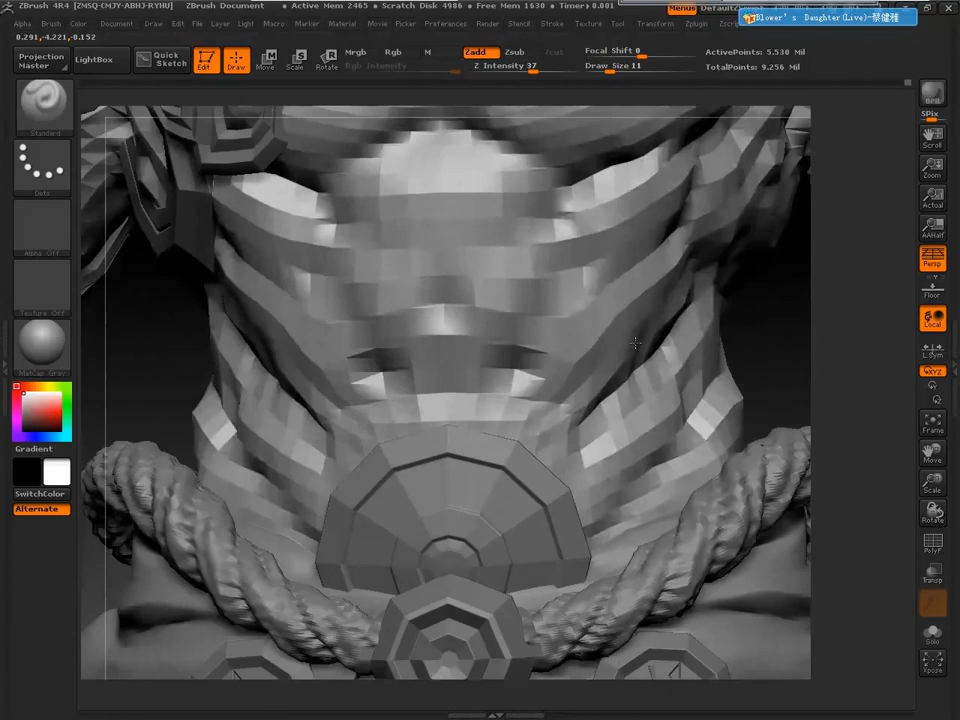 ZBrush 4R4 [ZMSQ-CMJY-ABHJ-RYHU] ZBrush Document ● Active Mem 2465 ● Scratch Disk 4986 ● Free Mem 1630 ● Timer▶0.001
Menus
Blower's Daughter(Live)-蔡健雅
Alpha Brush Color Document Draw Edit File Layer Light Macro Marker Material Movie Picker Preferences Render Stencil Stroke Texture Tool Transform Zplugin
0.291,-4.221,0.152
Projection Master
LightBox
Quick Sketch
Edit Draw Move Scale Rotate
Mrgb Rgb M
Rgb Intensity
Zadd Zsub Zcut
Z Intensity 37
Focal Shift 0
Draw Size 11
ActivePoints: 5.530 Mil
TotalPoints: 9.256 Mil
Standard
Dots
Alpha Off
Texture Off
MatCap Gray
Gradient
SwitchColor
Alternate
BPR
SPix
Scroll
Zoom
Actual
AAHalf
Persp
Floor
Local
L.Sym
XYZ
Frame
Move
Scale
Rotate
PolyF
Transp
Solo
Xpose